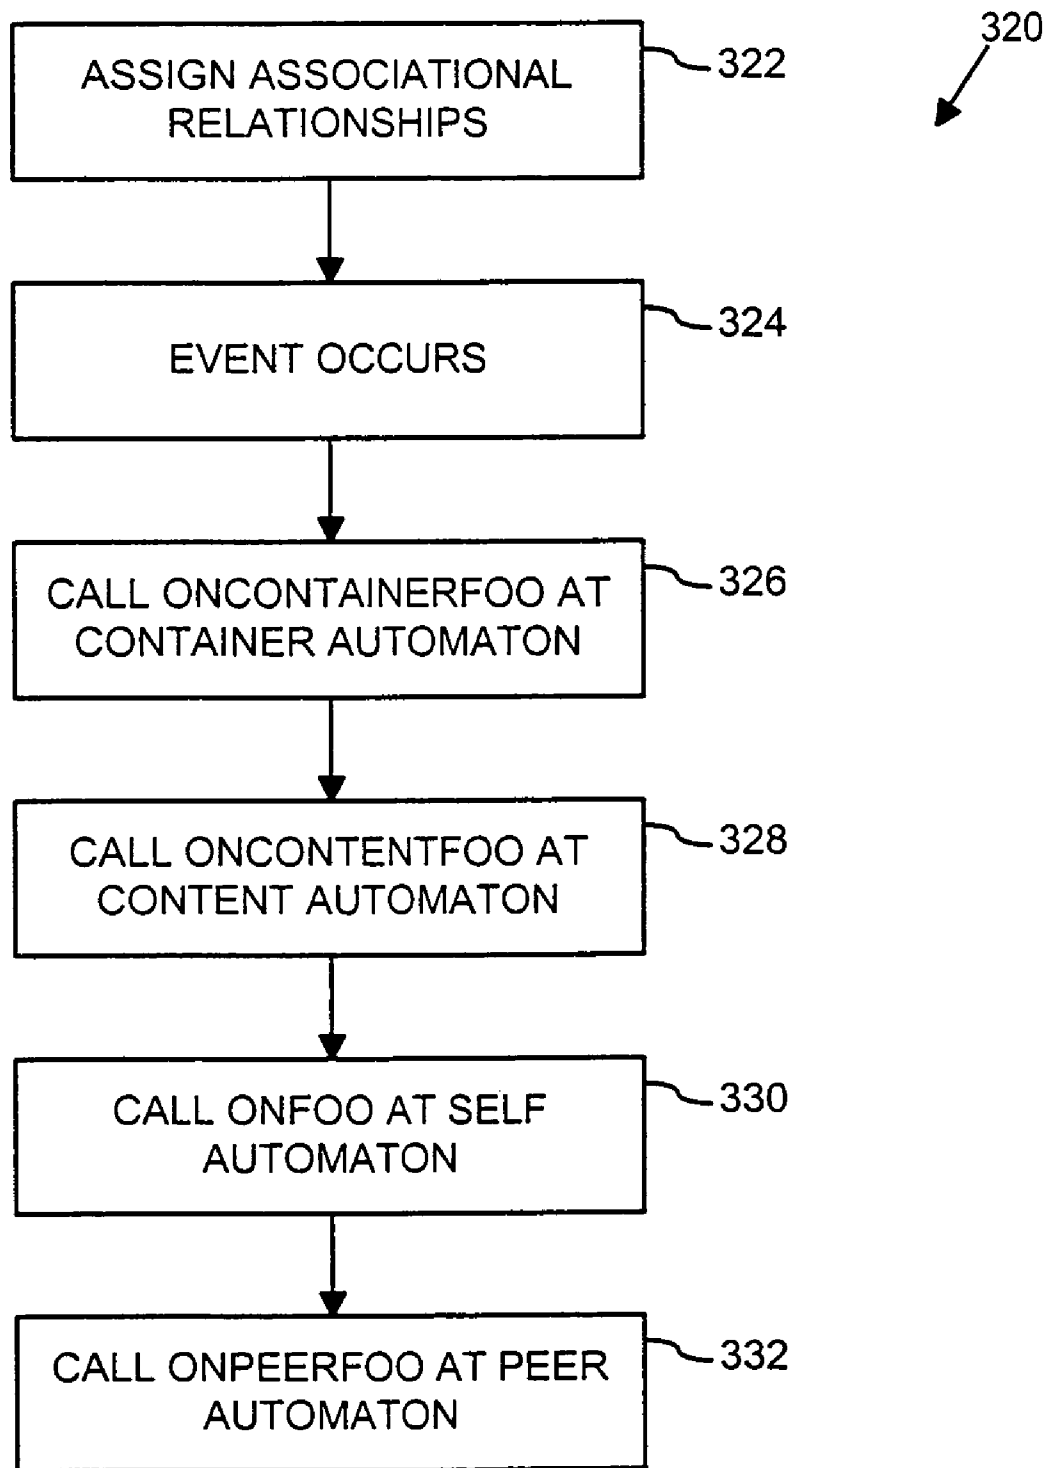 320
ASSIGN ASSOCIATIONAL
RELATIONSHIPS
322
EVENT OCCURS
324
CALL ONCONTAINERFOO AT
CONTAINER AUTOMATON
326
CALL ONCONTENTFOO AT
CONTENT AUTOMATON
328
CALL ONFOO AT SELF
AUTOMATON
330
CALL ONPEERFOO AT PEER
AUTOMATON
332